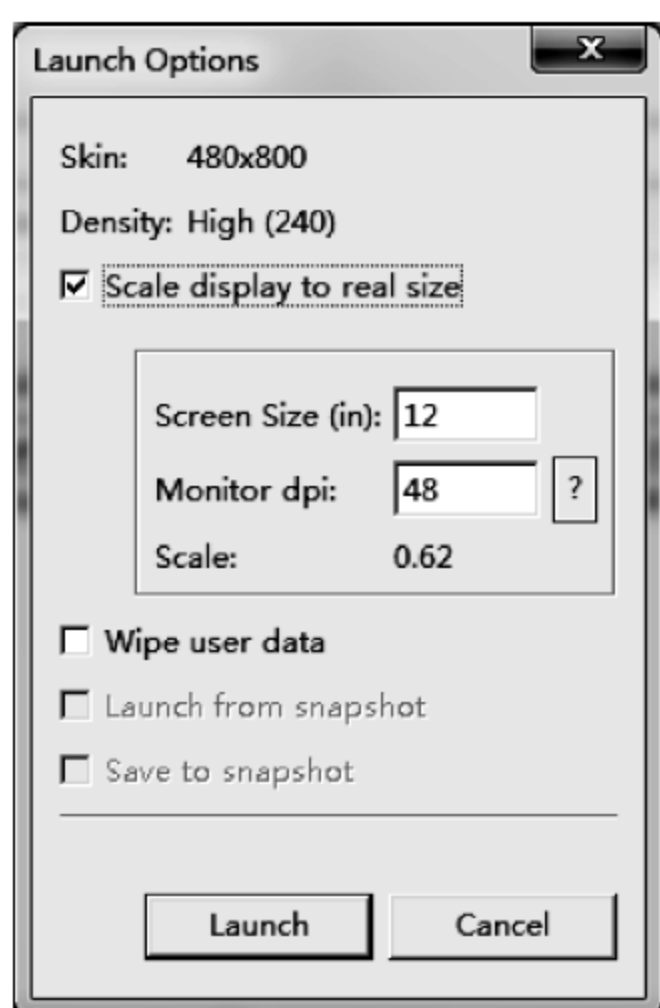 Launch Options
x
Skin: 480x800
Density: High (240)
Scale display to real size
Screen Size (in): 12
Monitor dpi: 48 ?
Scale: 0.62
Wipe user data
Launch from snapshot
Save to snapshot
Launch Cancel